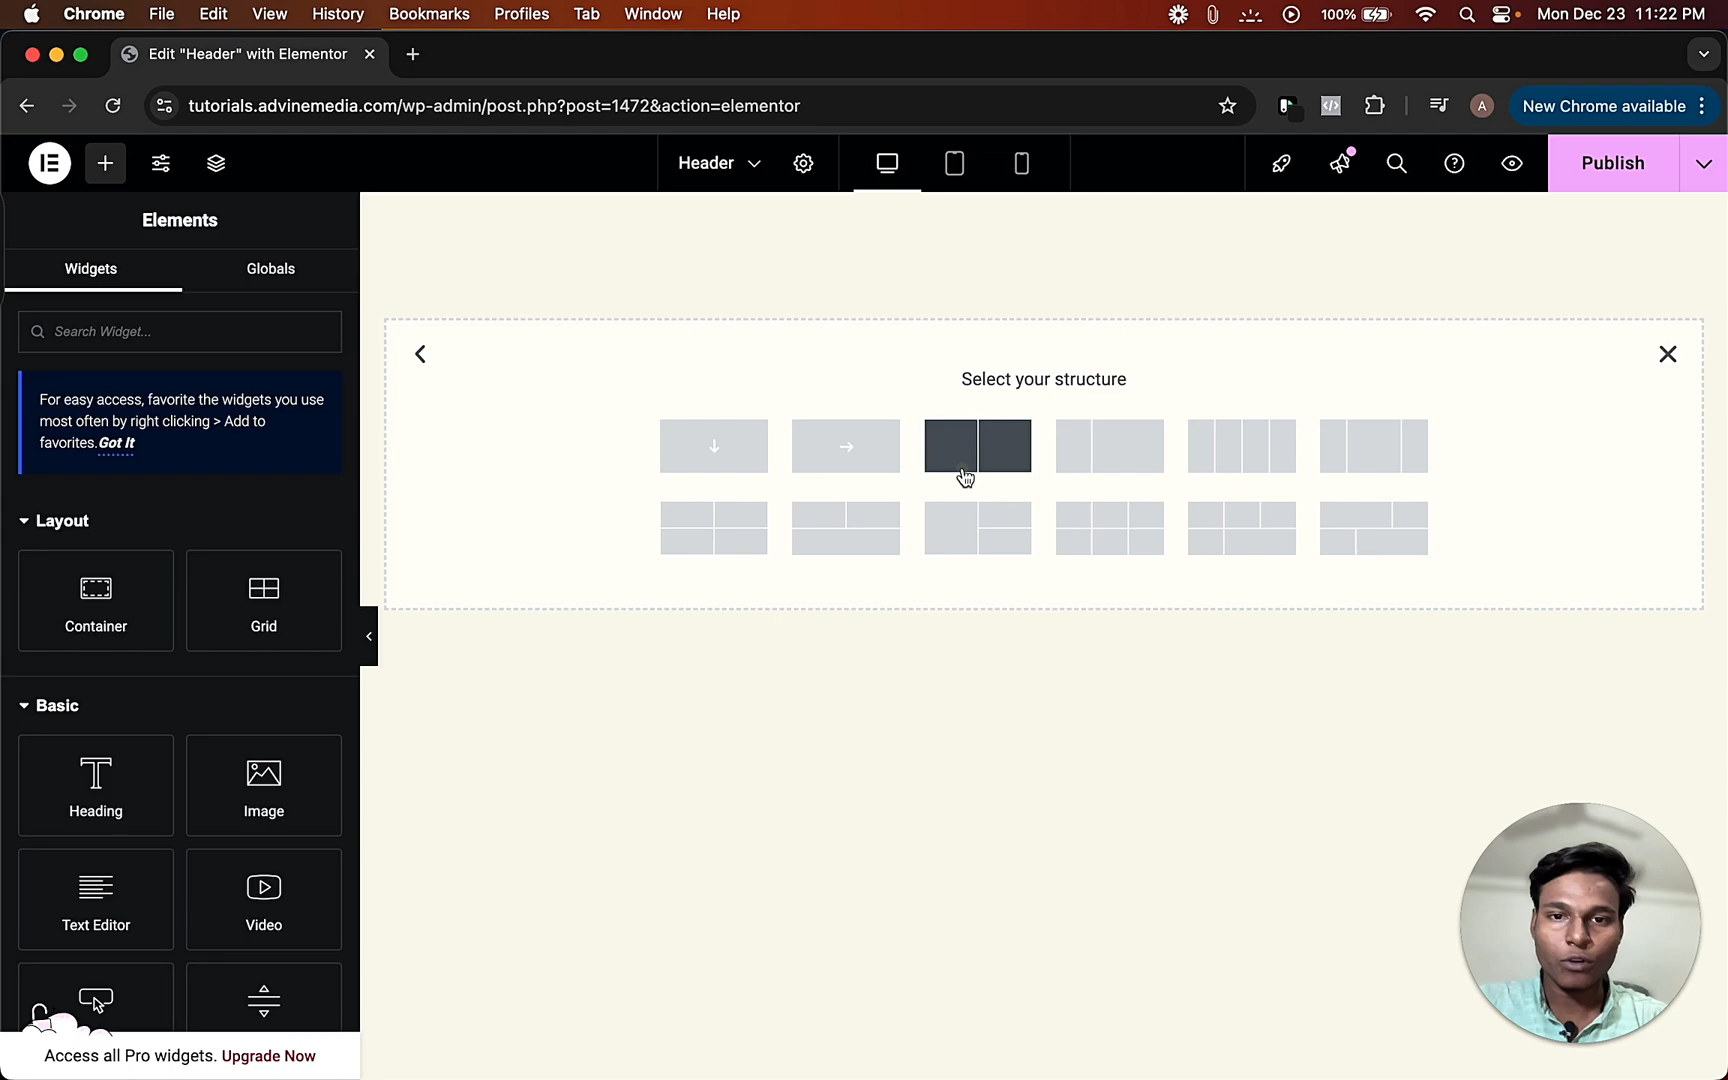 Chrome File Edit View History Bookmarks Profiles Tab Window Help 100% Mon Dec 23 11:22 PM
Edit "Header" with Elementor
tutorials.advinemedia.com/wp-admin/post.php?post=1472&action=elementor
A
New Chrome available
Header
Publish
Elements
Widgets Globals
Search Widget...
For easy access, favorite the widgets you use
most often by right clicking > Add to
favorites. Got It
Layout
Container Grid
Basic
Heading Image
Text Editor Video
Access all Pro widgets. Upgrade Now
Select your structure